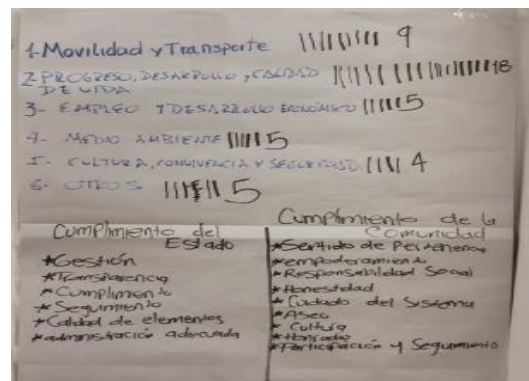 1- Movilidad y Transporte 9
2- PROGRESO, DESARROLLO Y CALIDAD 18
DE VIDA
3- EMPLEO Y DESARROLLO ECONÓMICO 5
4- MEDIO AMBIENTE 5
5- CULTURA, CONVIVENCIA Y SEGURIDAD 4
6- OTROS 5
Cumplimiento del
Estado
*Gestión
*Transparencia
*Cumplimiento
*Seguimiento
*Calidad de elementos
*administración adecuada
Cumplimiento de la
Comunidad
*Sentido de Pertenencia
*empoderamiento
*Responsabilidad Social
*Honestidad
*Cuidado del Sistema
*Aseo
*Cultura
*Participación y Seguimiento